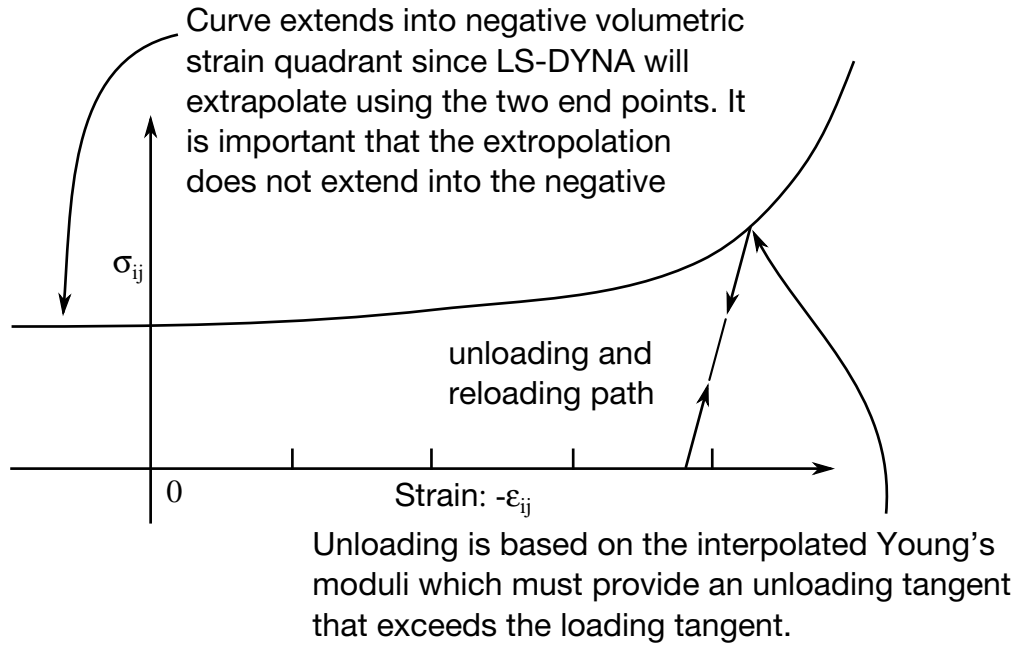 Curve extends into negative volumetric
strain quadrant since LS-DYNA will
extrapolate using the two end points. It
is important that the extropolation
does not extend into the negative
σij
unloading and
reloading path
0
Strain: -εij
Unloading is based on the interpolated Young's
moduli which must provide an unloading tangent
that exceeds the loading tangent.